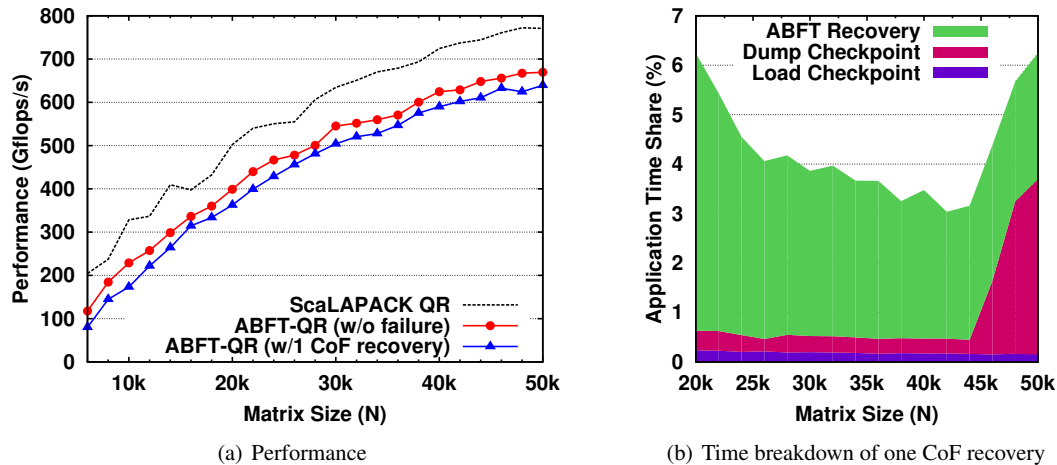 800
700
600
500
400
300
200
100
0
Performance (Gflops/s)
ScaLAPACK QR
ABFT-QR (w/o failure)
ABFT-QR (w/1 CoF recovery)
10k 20k 30k 40k 50k
Matrix Size (N)
(a) Performance
7
6
5
4
3
2
1
0
Application Time Share (%)
ABFT Recovery
Dump Checkpoint
Load Checkpoint
20k 25k 30k 35k 40k 45k 50k
Matrix Size (N)
(b) Time breakdown of one CoF recovery